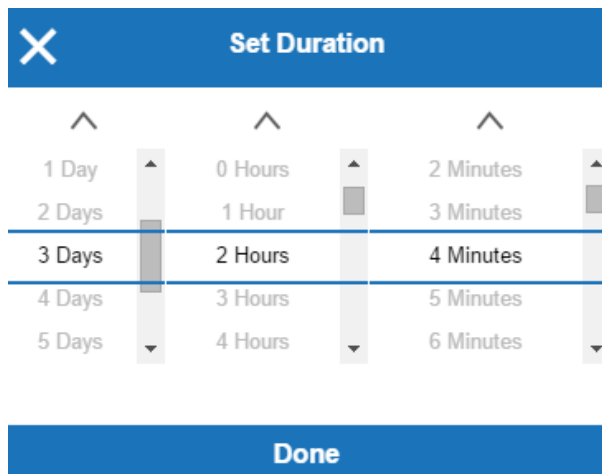 Set Duration
1 Day 0 Hours 2 Minutes
2 Days 1 Hour 3 Minutes
3 Days 2 Hours 4 Minutes
4 Days 3 Hours 5 Minutes
5 Days 4 Hours 6 Minutes
Done